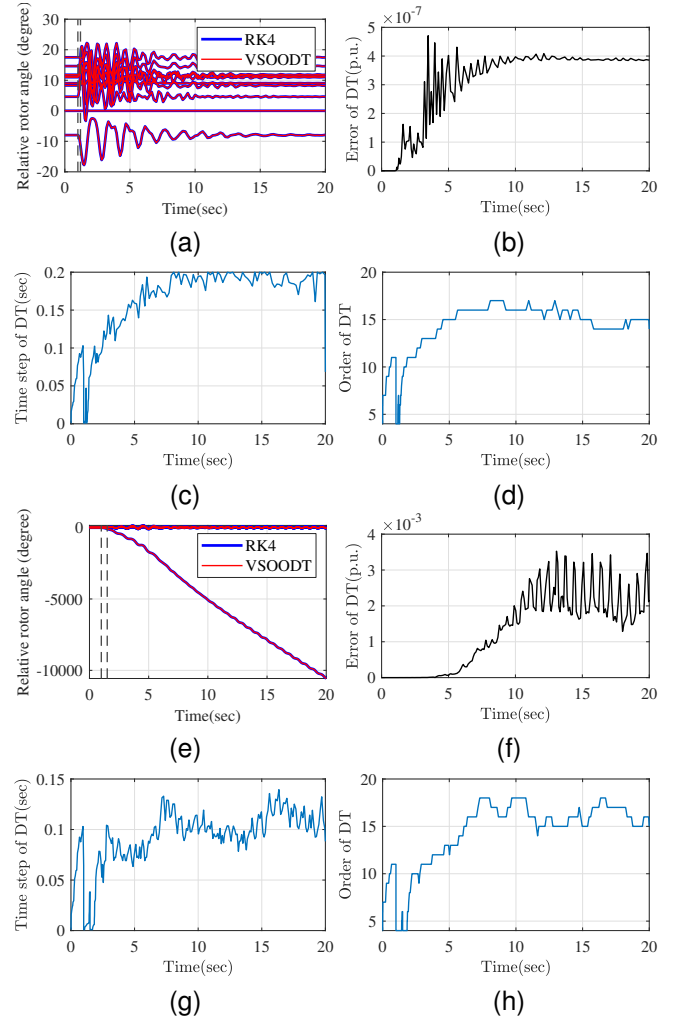 Relative rotor angle (degree)
30
20
10
0
-10
20
0
5
10
15
20
Time(sec)
RK4
VSOODT
(a)
×10⁻⁷
Error of DT(p.u.)
5
4
3
2
1
0
0
5
10
15
20
Time(sec)
(b)
Time step of DT(sec)
0.2
0.15
0.1
0.05
0
0
5
10
15
20
Time(sec)
(c)
Order of DT
20
15
10
5
0
5
10
15
20
Time(sec)
(d)
Relative rotor angle (degree)
0
-5000
-10000
0
5
10
15
20
Time(sec)
RK4
VSOODT
(e)
×10⁻³
Error of DT(p.u.)
4
3
2
1
0
0
5
10
15
20
Time(sec)
(f)
Time step of DT(sec)
0.15
0.1
0.05
0
0
5
10
15
20
Time(sec)
(g)
Order of DT
20
15
10
5
0
5
10
15
20
Time(sec)
(h)